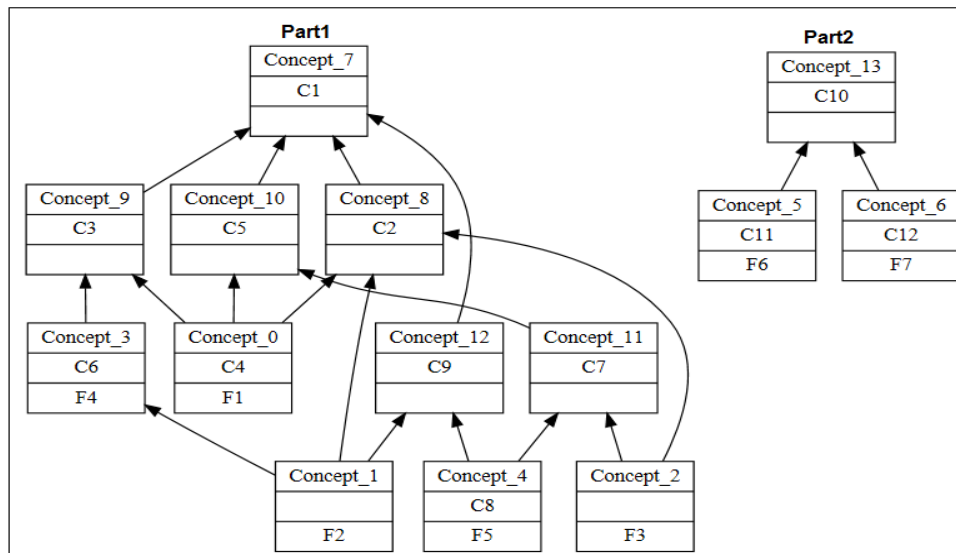 Part1
Concept_7
C1
Part2
Concept_13
C10
Concept_9
C3
Concept_10
C5
Concept_8
C2
Concept_5
C11
F6
Concept_6
C12
F7
Concept_3
C6
F4
Concept_0
C4
F1
Concept_12
C9
Concept_11
C7
Concept_1
F2
Concept_4
C8
F5
Concept_2
F3